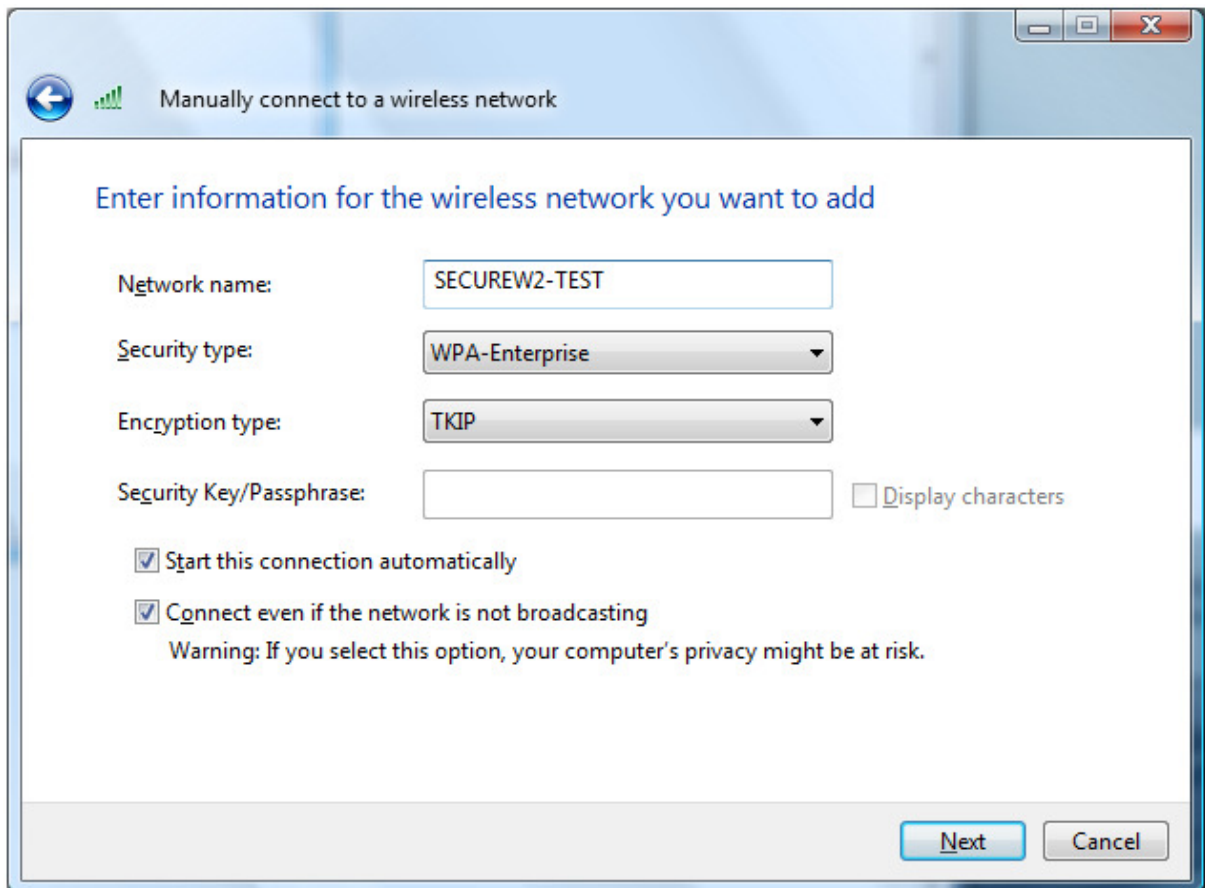 Manually connect to a wireless network
Enter information for the wireless network you want to add
Network name: SECUREW2-TEST
Security type: WPA-Enterprise
Encryption type: TKIP
Security Key/Passphrase: Display characters
Start this connection automatically
Connect even if the network is not broadcasting
Warning: If you select this option, your computer's privacy might be at risk.
Next Cancel